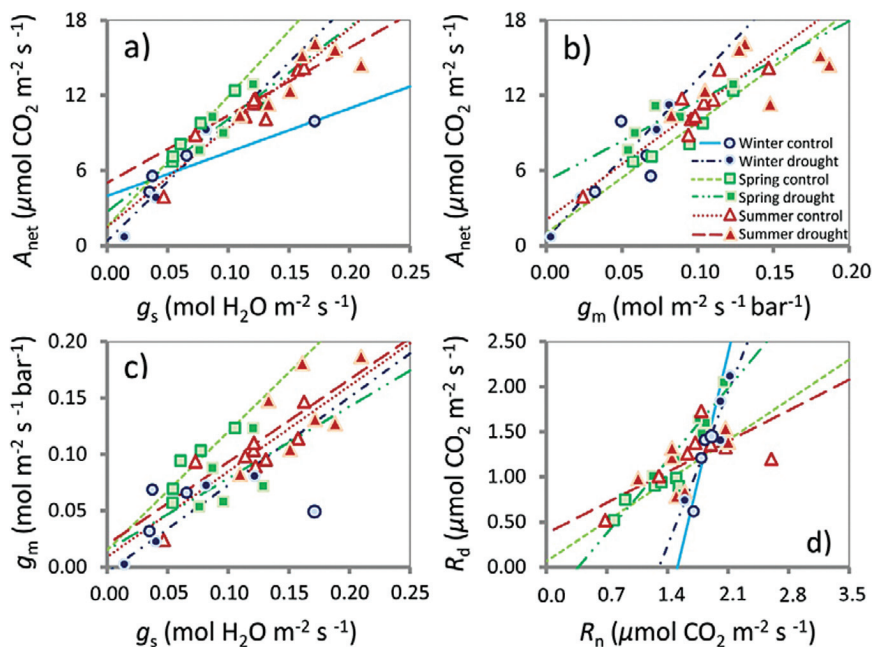 a)
18
12
6
0
A_net (μmol CO₂ m⁻² s⁻¹)
0.00 0.05 0.10 0.15 0.20 0.25
g_s (mol H₂O m⁻² s⁻¹)
b)
18
12
6
0
A_net (μmol CO₂ m⁻² s⁻¹)
Winter control
Winter drought
Spring control
Spring drought
Summer control
Summer drought
0.00 0.05 0.10 0.15 0.20
g_m (mol m⁻² s⁻¹ bar⁻¹)
c)
0.20
0.15
0.10
0.05
0.00
g_m (mol m⁻² s⁻¹ bar⁻¹)
0.00 0.05 0.10 0.15 0.20 0.25
g_s (mol H₂O m⁻² s⁻¹)
2.50
2.00
1.50
1.00
0.50
0.00
R_d (μmol CO₂ m⁻² s⁻¹)
d)
0.0 0.7 1.4 2.1 2.8 3.5
R_n (μmol CO₂ m⁻² s⁻¹)